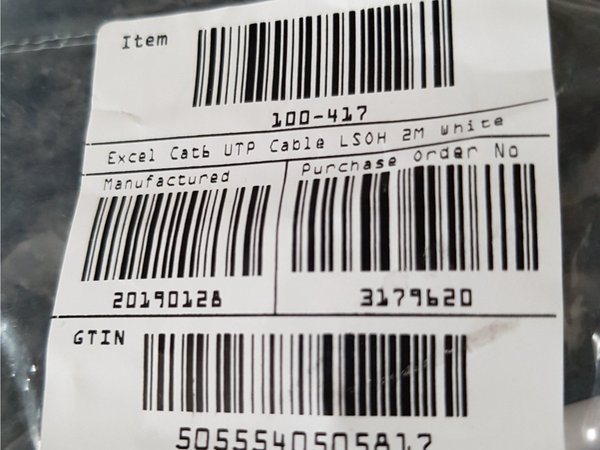 Item
100-417
Excel Cat6 UTP Cable LSOH 2M White
Manufactured
Purchase Order No
20190128
3179620
GTIN
5055540505817